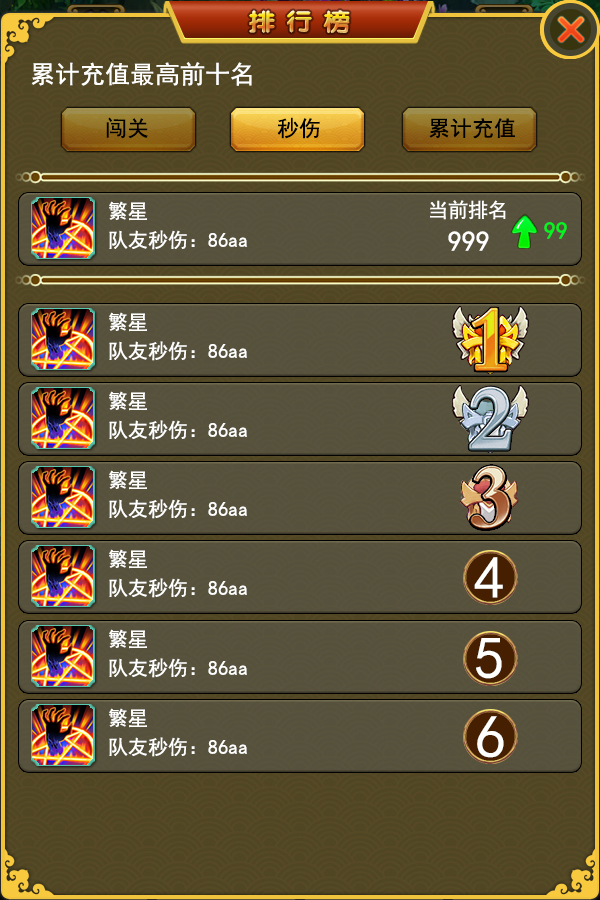 排行榜
累计充值最高前十名
闯关 秒伤 累计充值
繁星
队友秒伤：86aa
当前排名
999 99
繁星
队友秒伤：86aa
1
繁星
队友秒伤：86aa
2
繁星
队友秒伤：86aa
3
繁星
队友秒伤：86aa
4
繁星
队友秒伤：86aa
5
繁星
队友秒伤：86aa
6